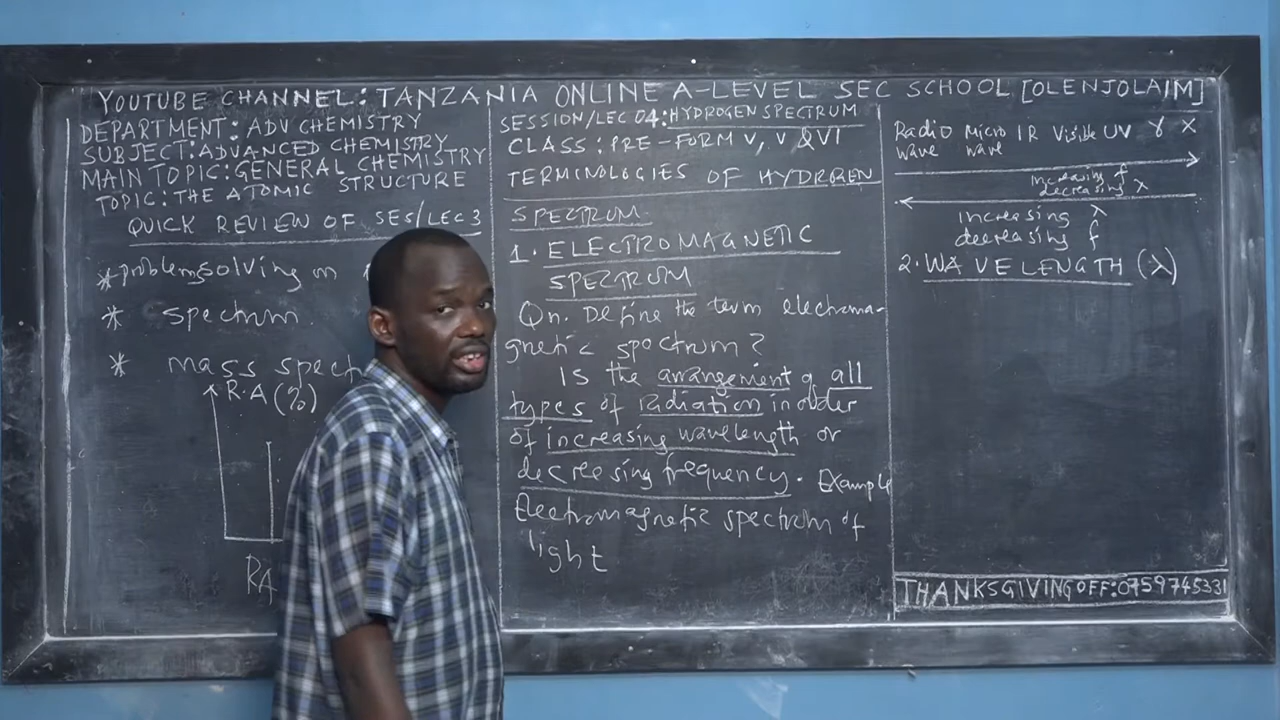 YOUTUBE CHANNEL: TANZANIA ONLINE A-LEVEL SEC SCHOOL [OLENJOLAIM]
DEPARTMENT: ADV CHEMISTRY
SUBJECT: ADVANCED CHEMISTRY
MAIN TOPIC: GENERAL CHEMISTRY
TOPIC: THE ATOMIC STRUCTURE
QUICK REVIEW OF SES/LEC 3
* problem solving on
* spectrum.
* mass spect
R.A (%)
RA
SESSION/LEC 04: HYDROGEN SPECTRUM
CLASS: PRE-FORM V, V & VI
TERMINOLOGIES OF HYDROGEN
SPECTRUM.
1. ELECTROMAGNETIC
SPECTRUM
Qn. Define the term electroma-
gnetic spectrum?
Is the arrangement of all
types of radiation in order
of increasing wavelength or
decreasing frequency. Example
Electromagnetic spectrum of
light
Radio Micro IR Visible UV γ X
wave wave
Increasing f
decreasing λ
increasing λ
decreasing f
2. WAVELENGTH (λ)
THANKSGIVING OFF: 0759745331